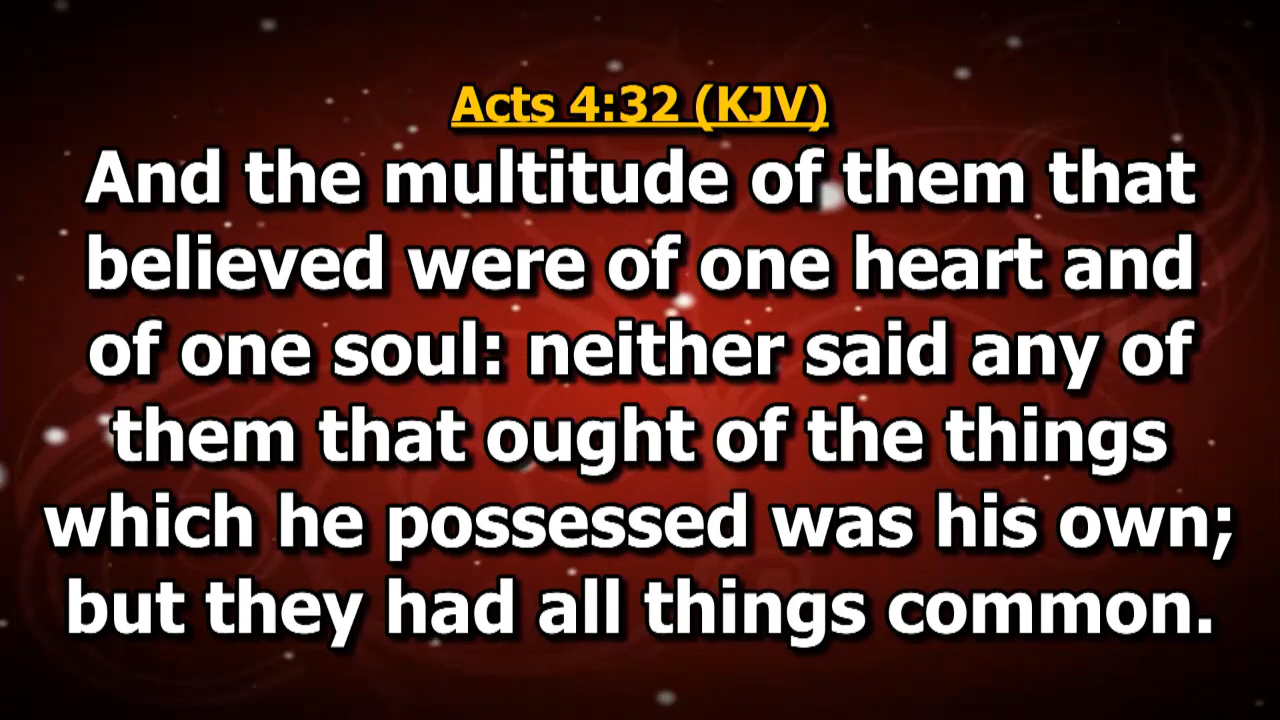 Acts 4:32 (KJV)
And the multitude of them that
believed were of one heart and
of one soul: neither said any of
them that ought of the things
which he possessed was his own;
but they had all things common.